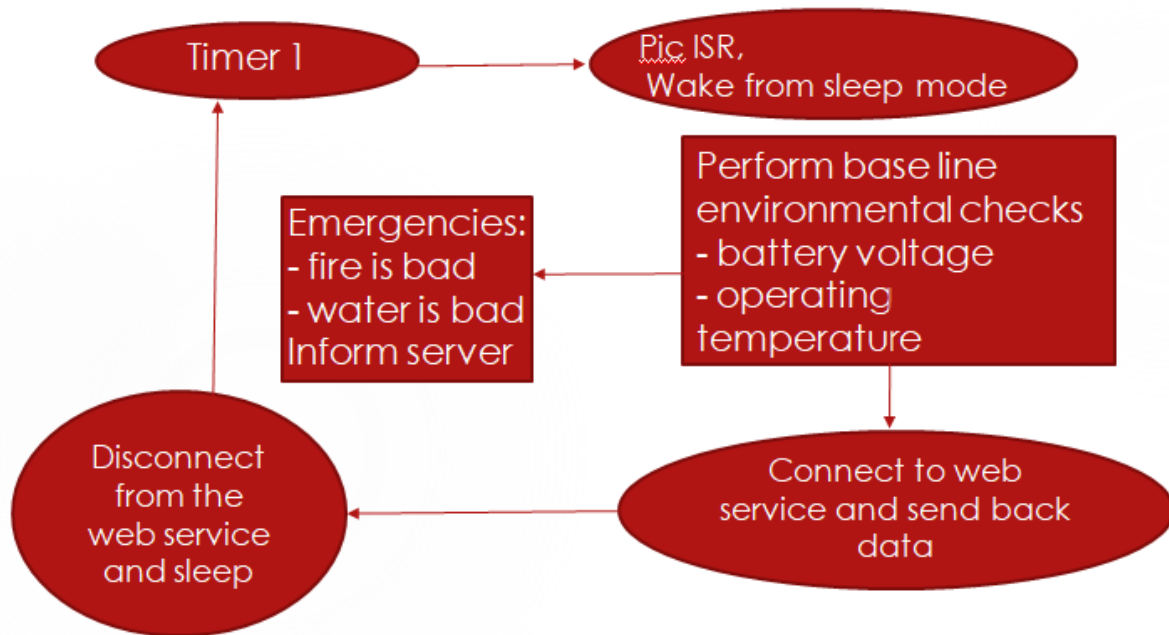 Timer 1
Pic ISR,
Wake from sleep mode
Perform base line
environmental checks
- battery voltage
- operating
temperature
Emergencies:
- fire is bad
- water is bad
Inform server
Connect to web
service and send back
data
Disconnect
from the
web service
and sleep